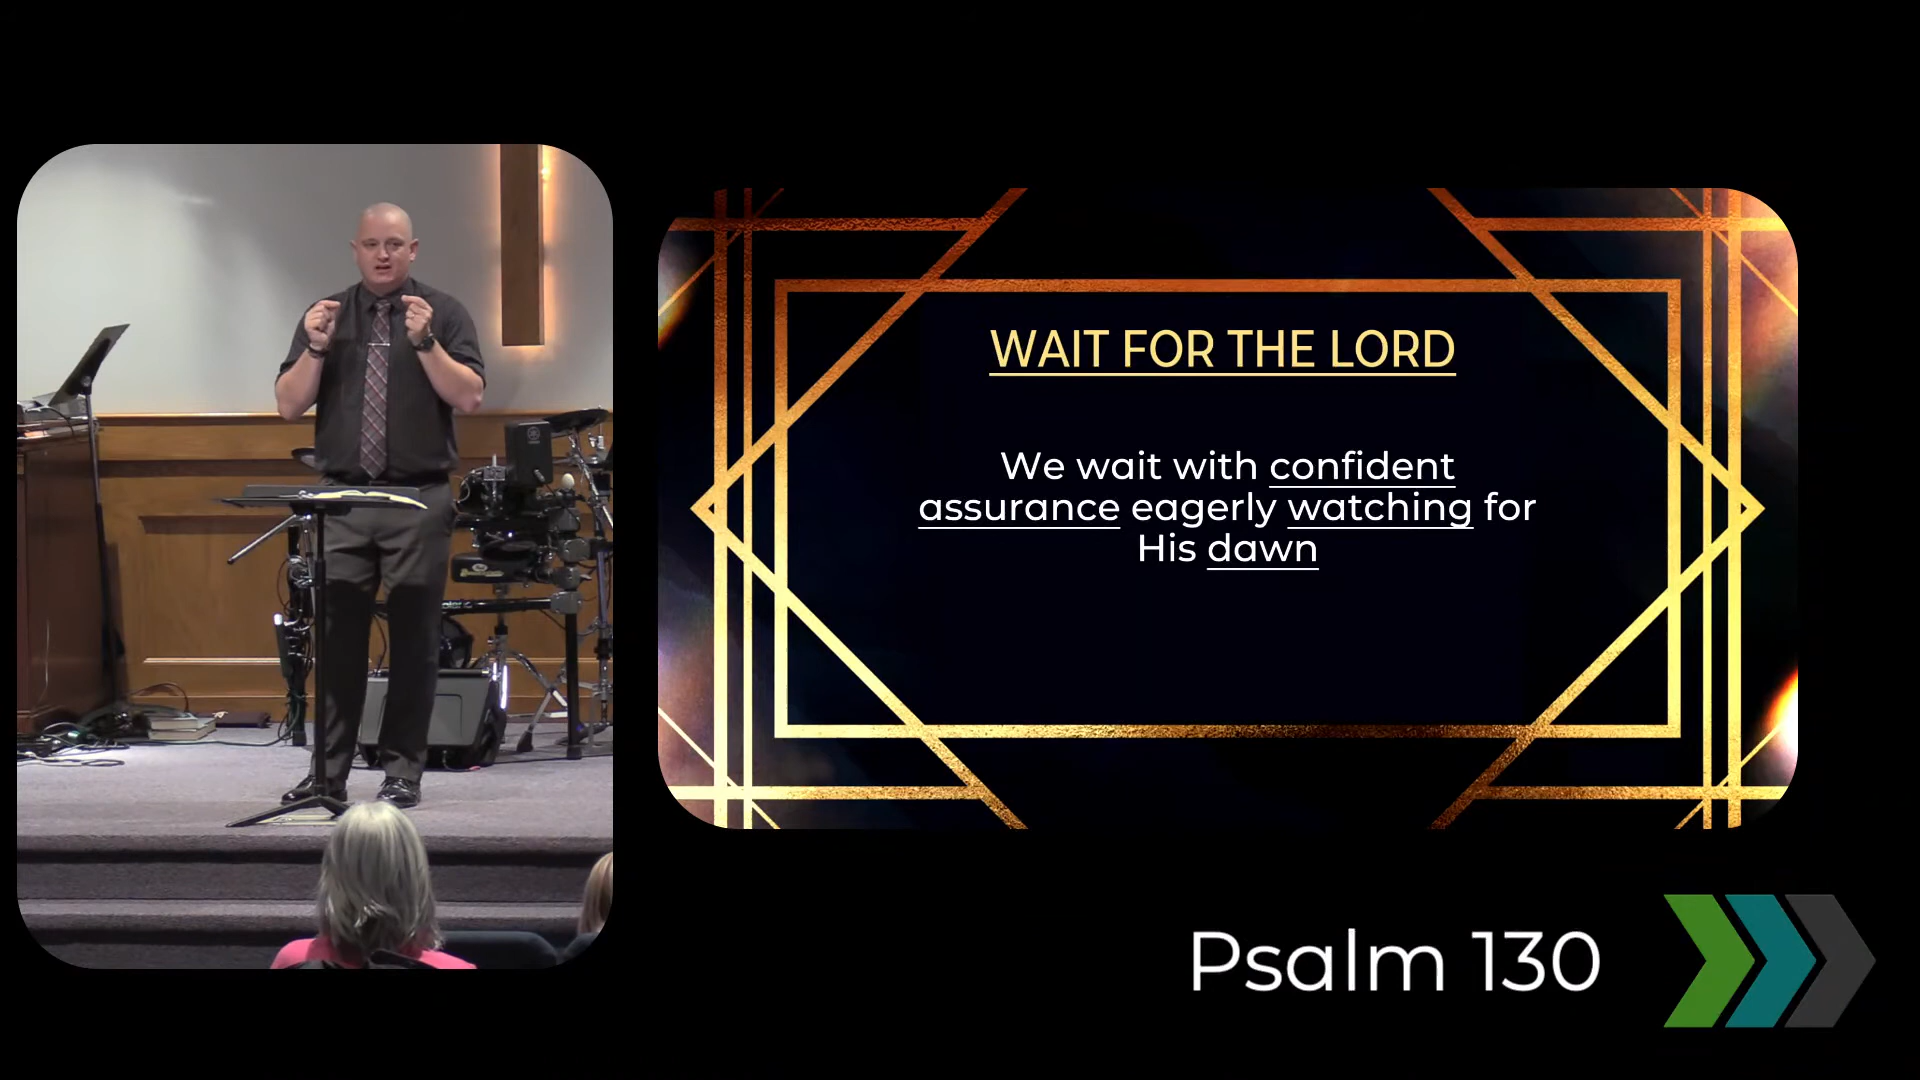 WAIT FOR THE LORD
We wait with confident
assurance eagerly watching for
His dawn
Psalm 130